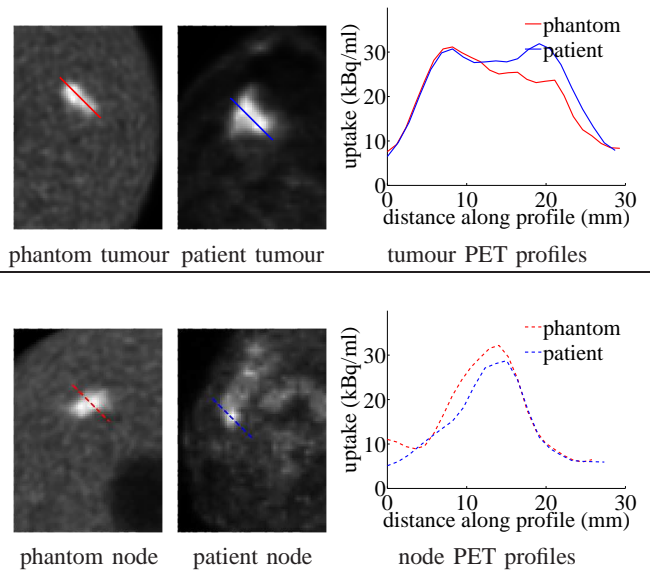 phantom
patient
uptake (kBq/ml)
30
20
10
0
0 10 20 30
distance along profile (mm)
phantom tumour patient tumour tumour PET profiles
phantom
patient
uptake (kBq/ml)
30
20
10
0
0 10 20 30
distance along profile (mm)
phantom node patient node node PET profiles